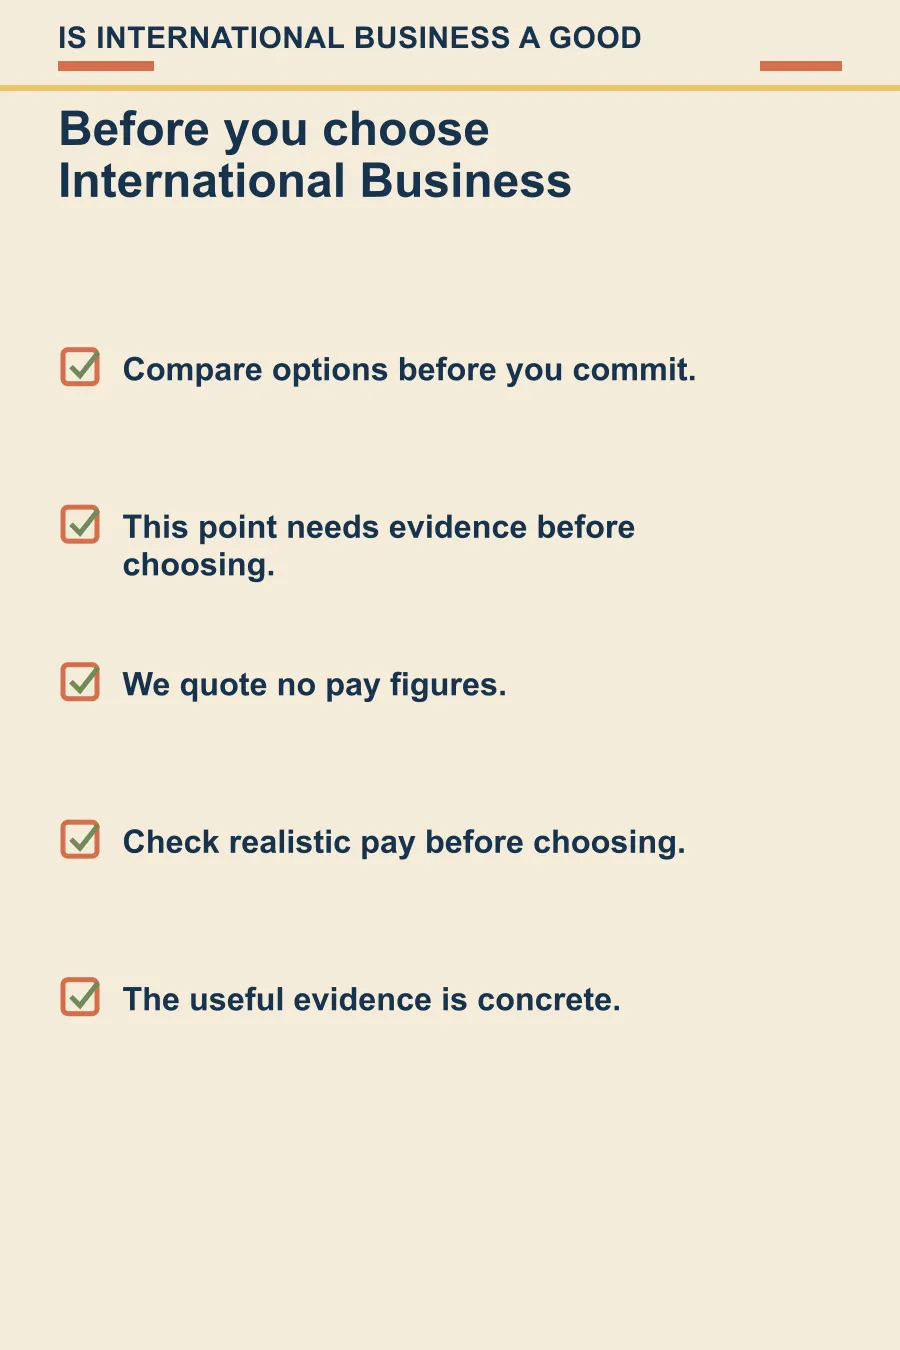 IS INTERNATIONAL BUSINESS A GOOD
Before you choose
International Business
Compare options before you commit.
This point needs evidence before
choosing.
We quote no pay figures.
Check realistic pay before choosing.
The useful evidence is concrete.